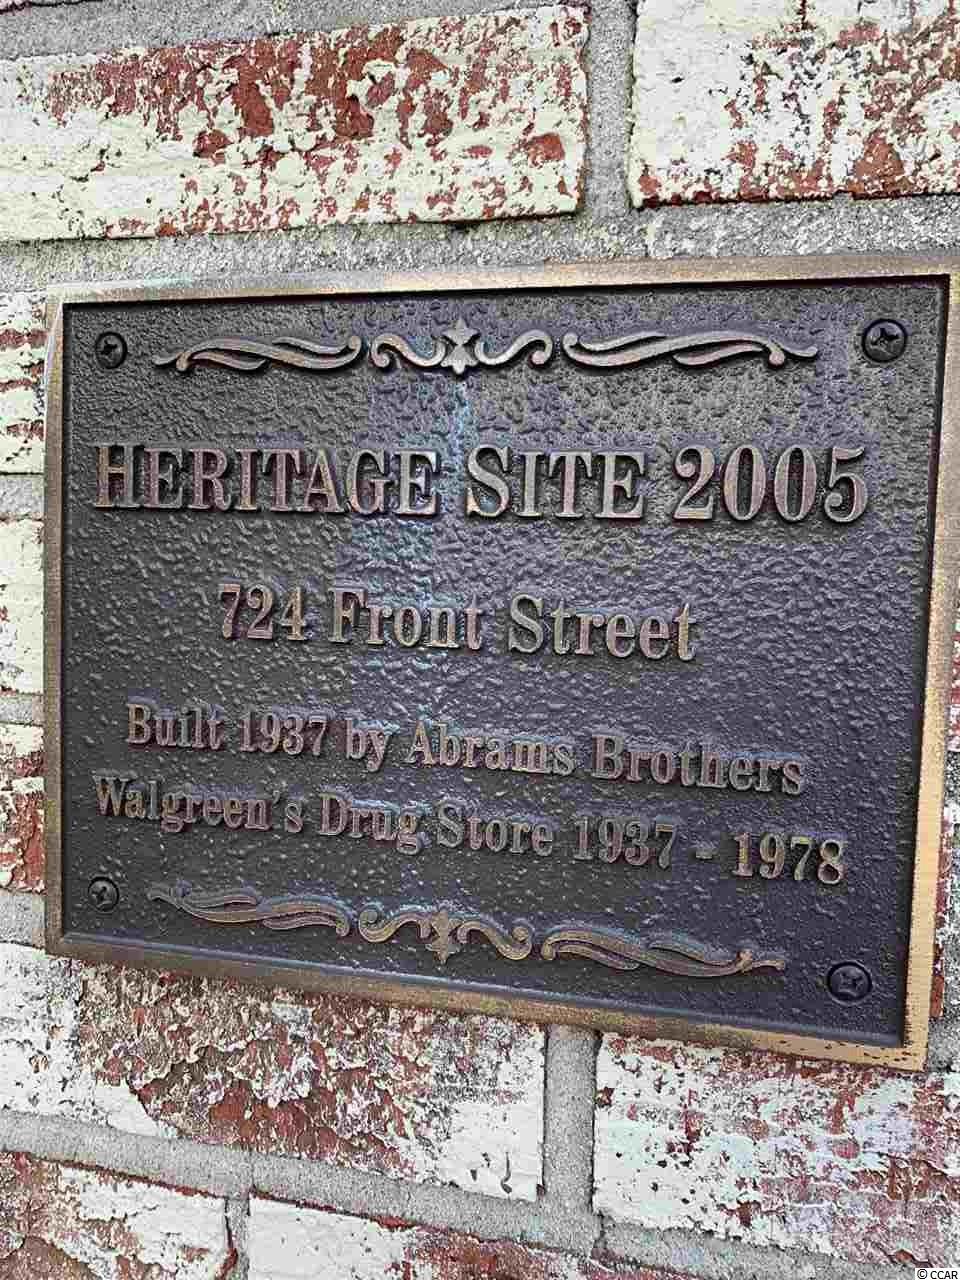 HERITAGE SITE 2005
724 Front Street
Built 1937 by Abrams Brothers
Walgreen's Drug Store 1937 - 1978
© CCAR